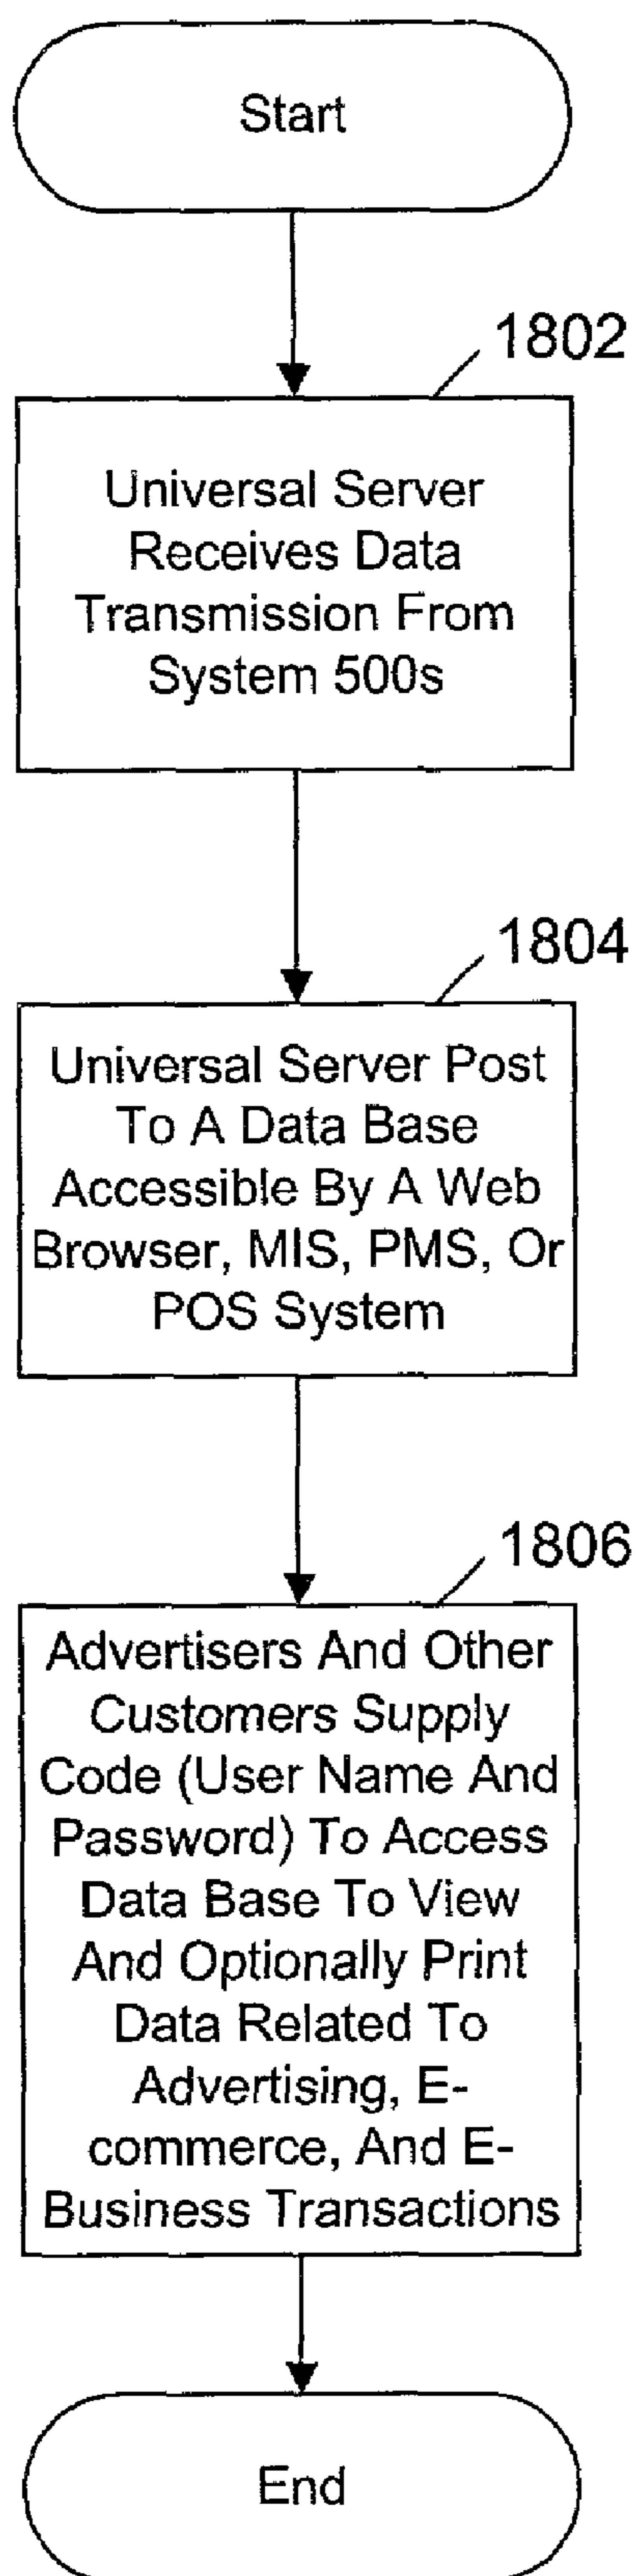 Start
1802
Universal Server
Receives Data
Transmission From
System 500s
1804
Universal Server Post
To A Data Base
Accessible By A Web
Browser, MIS, PMS, Or
POS System
1806
Advertisers And Other
Customers Supply
Code (User Name And
Password) To Access
Data Base To View
And Optionally Print
Data Related To
Advertising, E-
commerce, And E-
Business Transactions
End